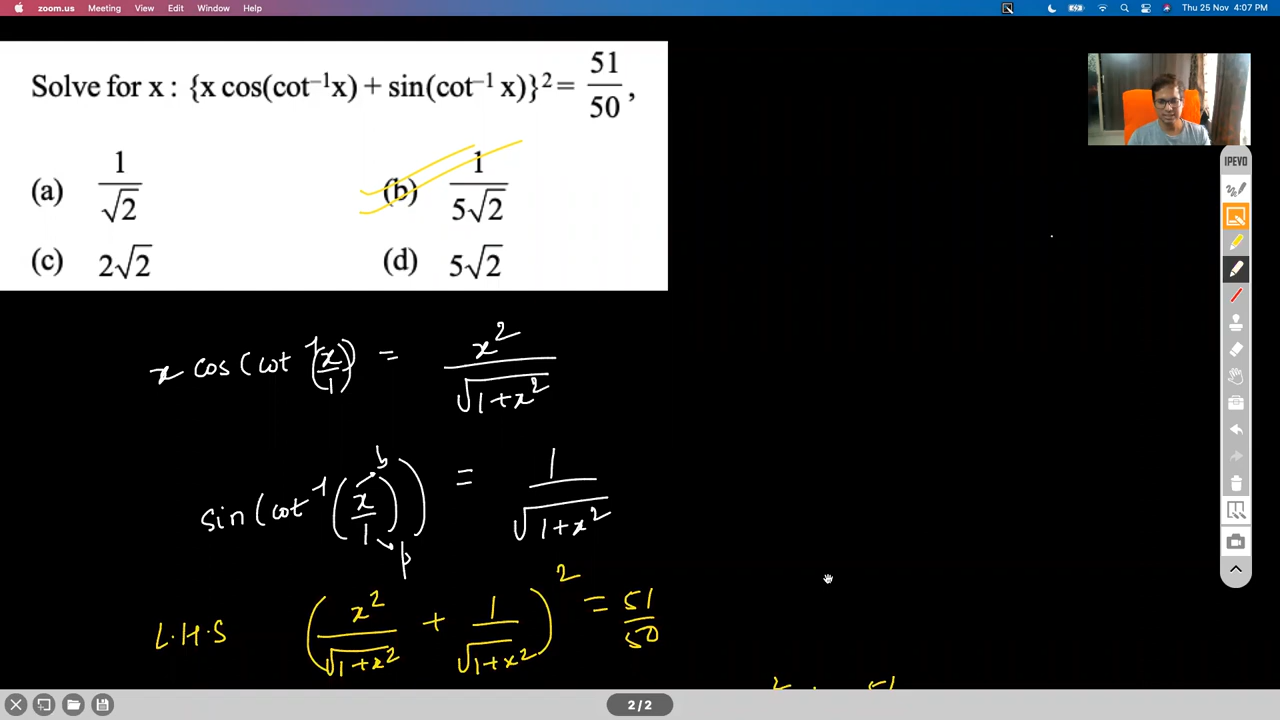 zoom.us Meeting View Edit Window Help Thu 25 Nov 4:07 PM
Solve for x : {x cos(cot⁻¹x) + sin(cot⁻¹ x)}² = 51/50 ,
(a) 1/√2 (b) 1/5√2
(c) 2√2 (d) 5√2
IPEVO
x cos(cot⁻¹(x/1)) = x²/√1+x²
sin(cot⁻¹(x/1)) = 1/√1+x²
b
p
L.H.S (x²/√1+x² + 1/√1+x²)² = 51/50
2/2